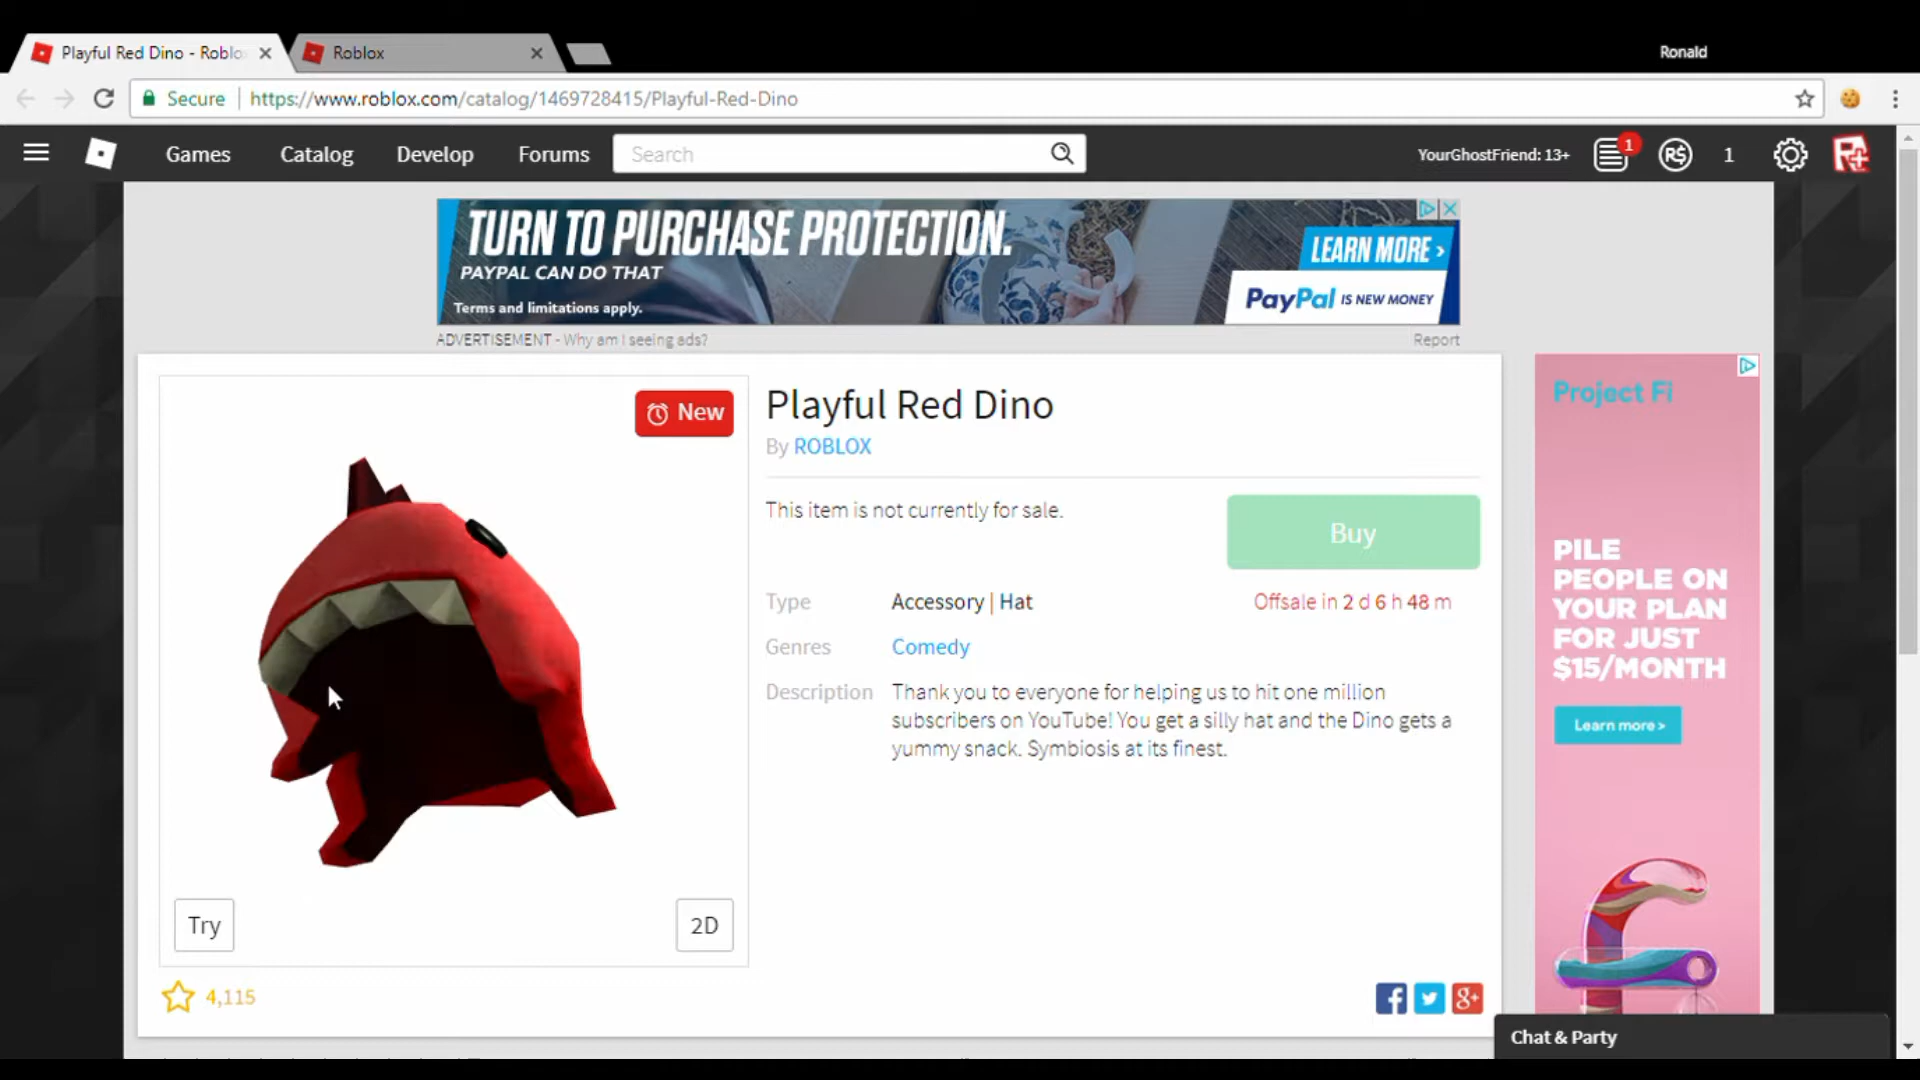 Playful Red Dino - Roblo
Roblox
Ronald
Secure
https://www.roblox.com/catalog/1469728415/Playful-Red-Dino
Games
Catalog
Develop
Forums
Search
YourGhostFriend: 13+
1
R$
1
TURN TO PURCHASE PROTECTION.
PAYPAL CAN DO THAT
Terms and limitations apply.
LEARN MORE >
PayPal IS NEW MONEY
ADVERTISEMENT - Why am I seeing ads?
Report
New
Playful Red Dino
By ROBLOX
This item is not currently for sale.
Buy
Type
Accessory | Hat
Offsale in 2 d 6 h 48 m
Genres
Comedy
Description
Thank you to everyone for helping us to hit one million
subscribers on YouTube! You get a silly hat and the Dino gets a
yummy snack. Symbiosis at its finest.
Try
2D
4,115
Project Fi
PILE
PEOPLE ON
YOUR PLAN
FOR JUST
$15/MONTH
Learn more >
Chat & Party